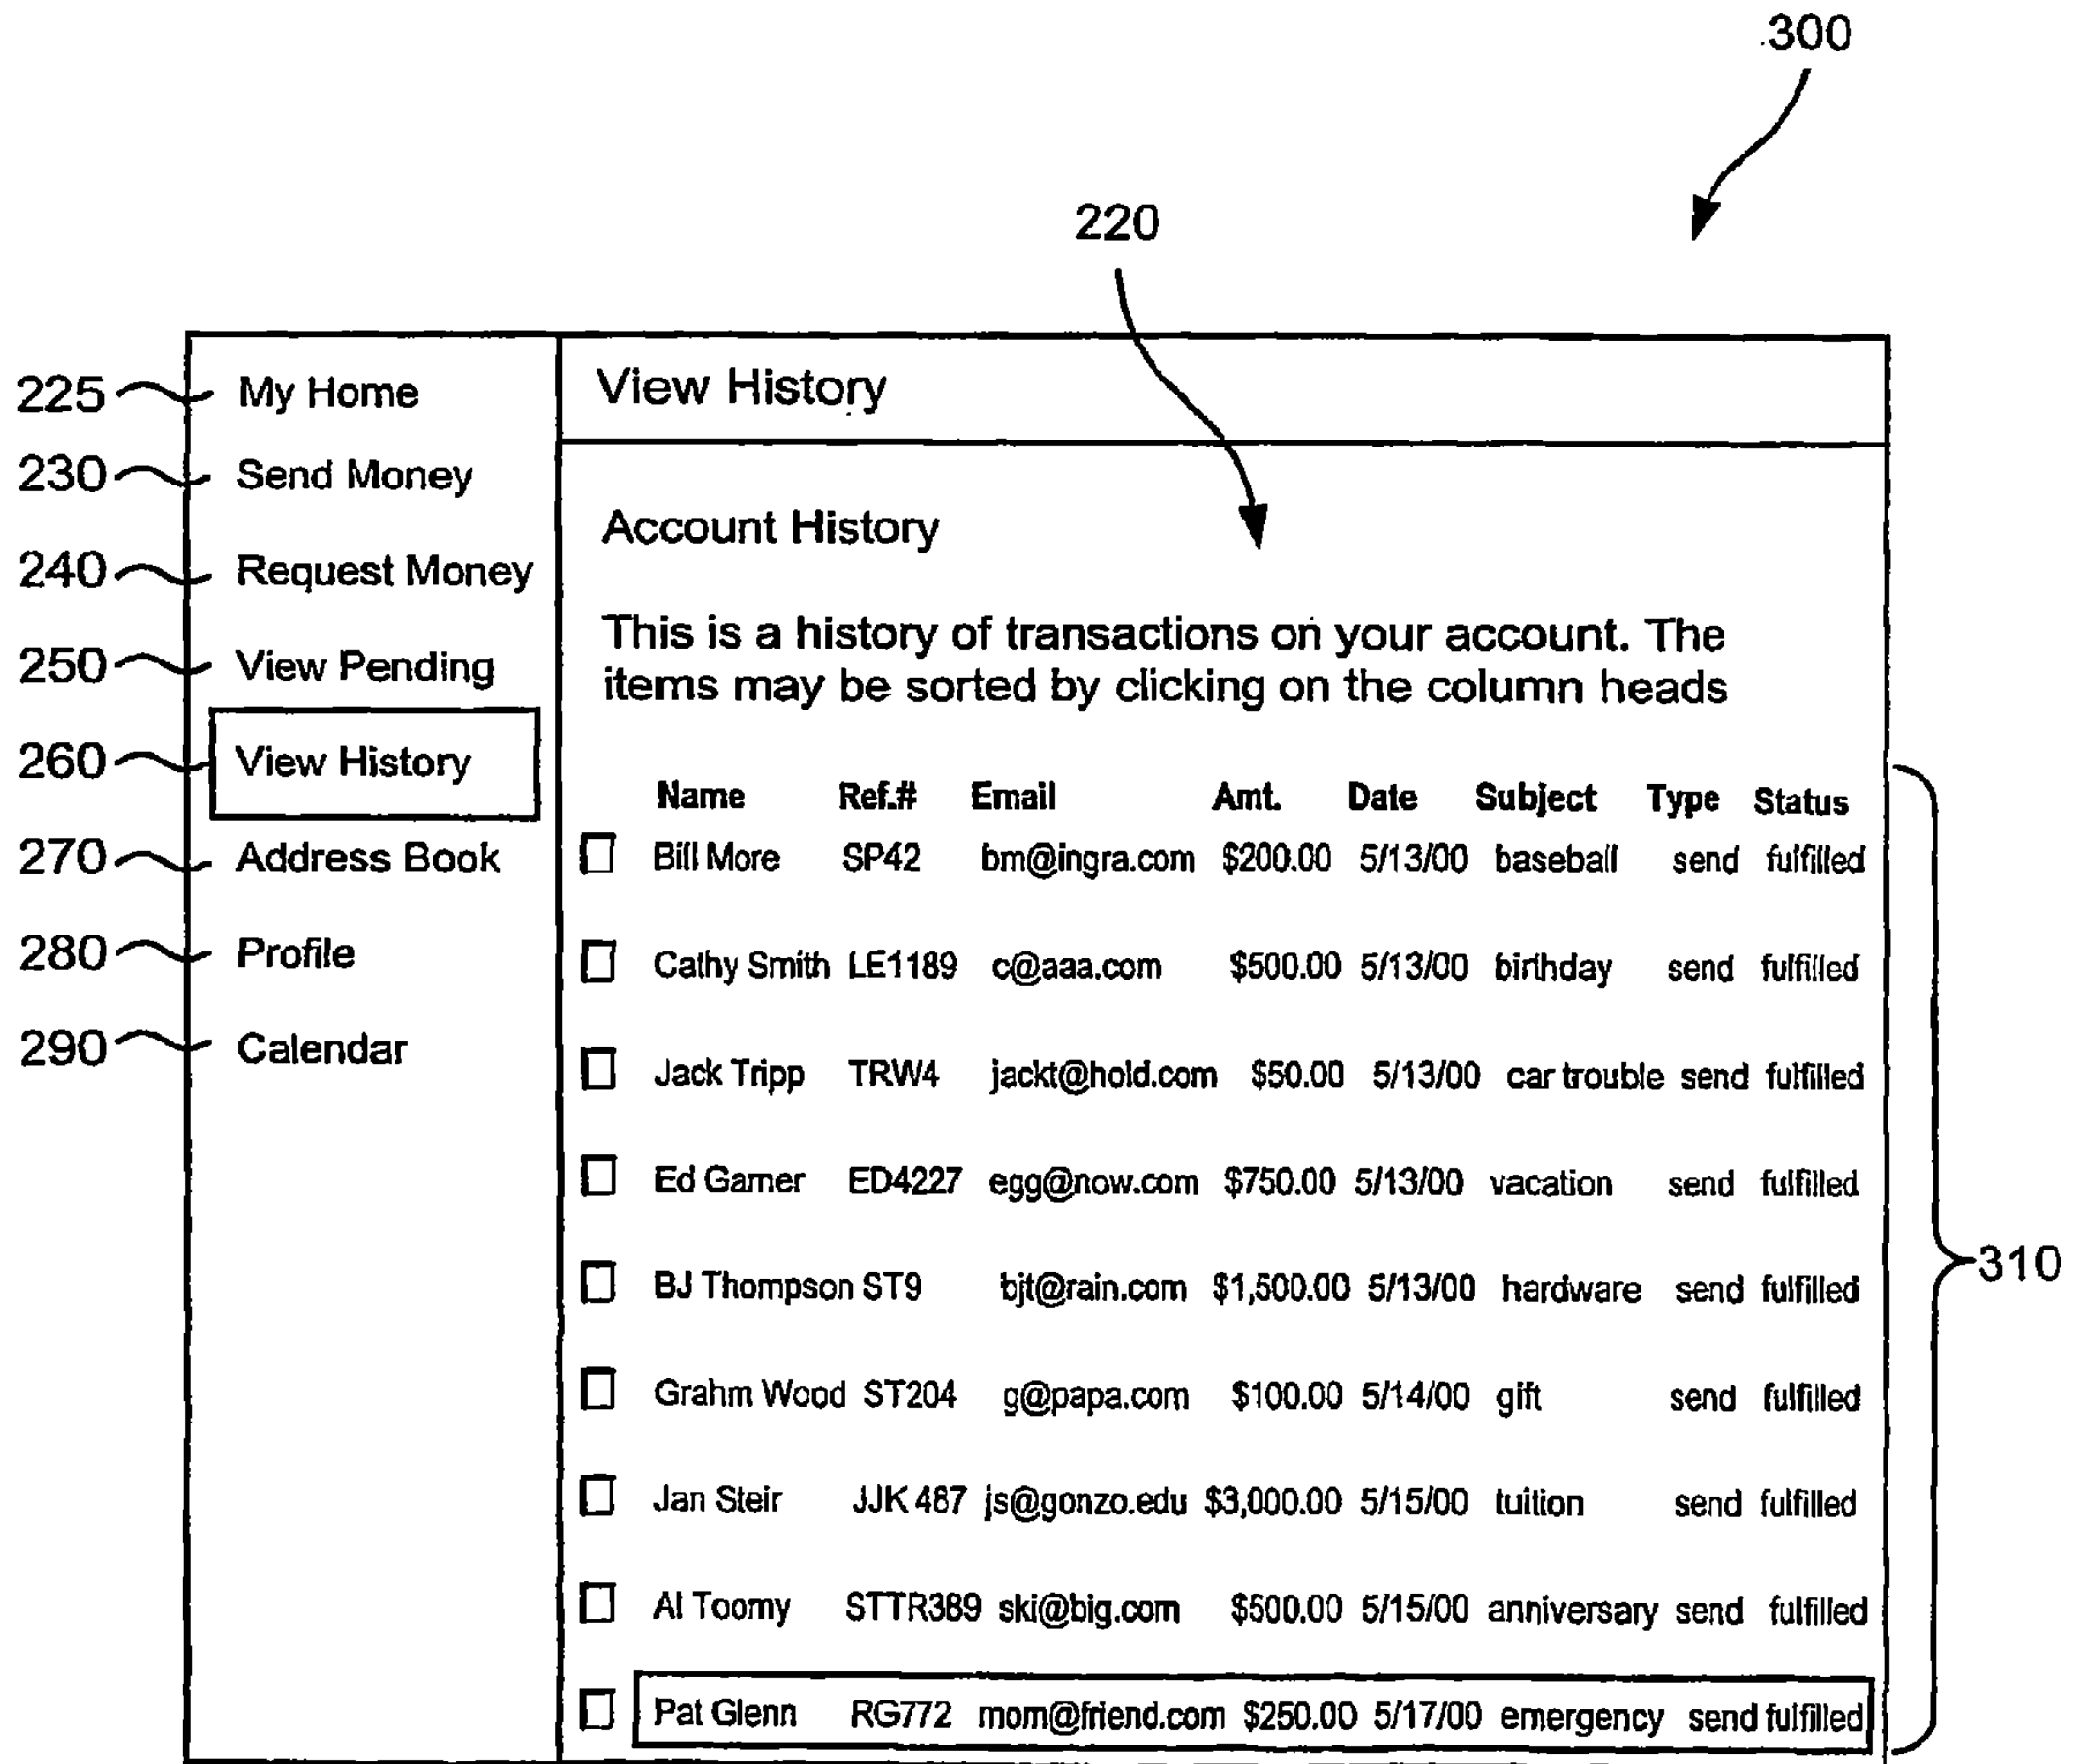 300
220
225 My Home
230 Send Money
240 Request Money
250 View Pending
260 View History
270 Address Book
280 Profile
290 Calendar
View History
Account History
This is a history of transactions on your account. The
items may be sorted by clicking on the column heads
Name Ref.# Email Amt. Date Subject Type Status
Bill More SP42 bm@ingra.com $200.00 5/13/00 baseball send fulfilled
Cathy Smith LE1189 c@aaa.com $500.00 5/13/00 birthday send fulfilled
Jack Tripp TRW4 jackt@hold.com $50.00 5/13/00 car trouble send fulfilled
Ed Garner ED4227 egg@now.com $750.00 5/13/00 vacation send fulfilled
BJ Thompson ST9 bjt@rain.com $1,500.00 5/13/00 hardware send fulfilled
Grahm Wood ST204 g@papa.com $100.00 5/14/00 gift send fulfilled
Jan Steir JJK 487 js@gonzo.edu $3,000.00 5/15/00 tuition send fulfilled
Al Toomy STTR389 ski@big.com $500.00 5/15/00 anniversary send fulfilled
Pat Glenn RG772 mom@friend.com $250.00 5/17/00 emergency send fulfilled
310